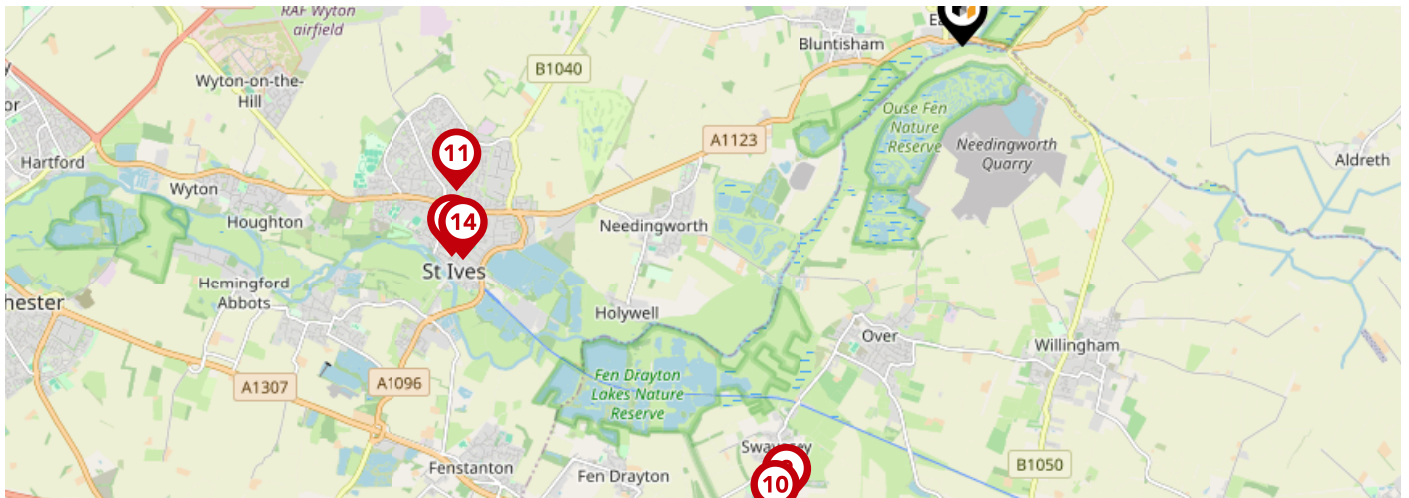 RAF Wyton
airfield
Bluntisham
B1040
Wyton-on-the-
Hill
Ouse Fen
Nature
Reserve
A1123
Needingworth
Quarry
11
Hartford
Aldreth
Wyton
Houghton
14
Needingworth
St Ives
Hemingford
Abbots
Holywell
Over
Willingham
Fen Drayton
Lakes Nature
Reserve
A1307
A1096
Fenstanton
Fen Drayton
B1050
10